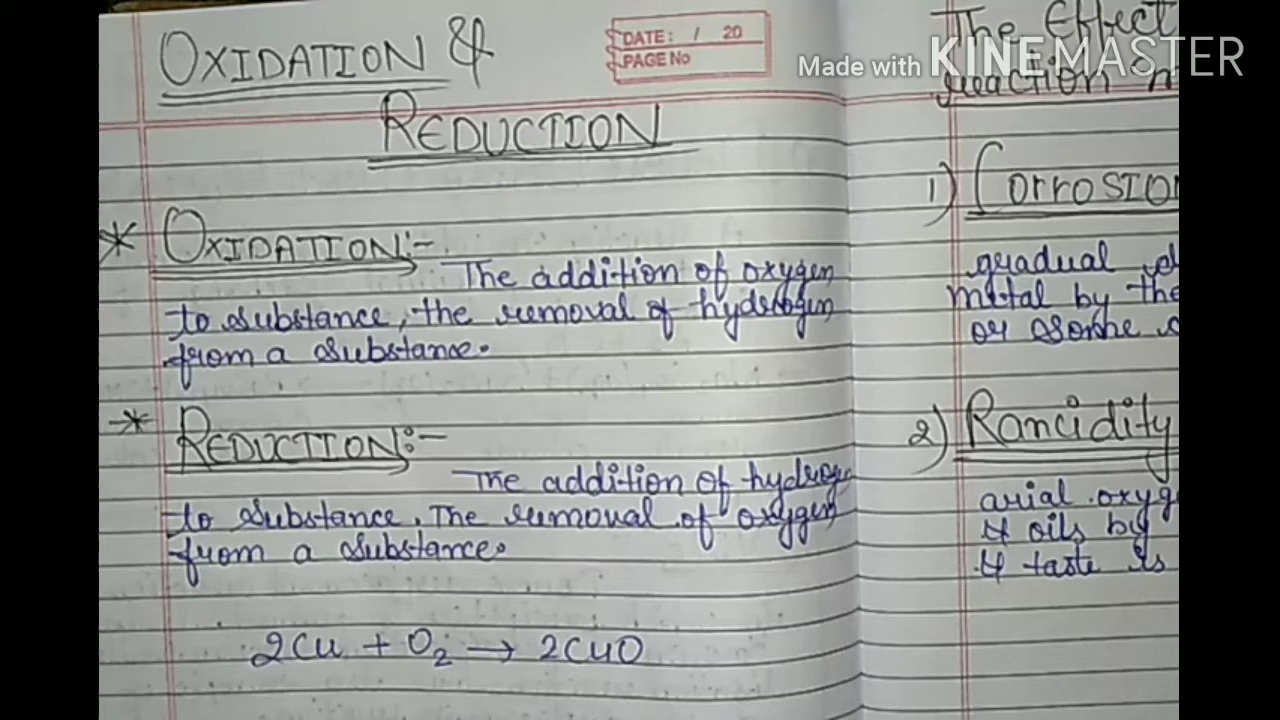 OXIDATION &
REDUCTION
DATE: / 20
PAGE No
* OXIDATION:-
The addition of oxygen
to substance, the removal of hydrogen
from a substance.
* REDUCTION:-
The addition of hydroge
to substance. The removal of oxygen
from a substance.
2Cu + O₂ → 2CuO
Made with KINEMASTER
The Effect
reaction
1) Corrosion
gradual
metal by the
or some
2) Rancidity
arial oxyg
& oils by
& taste is